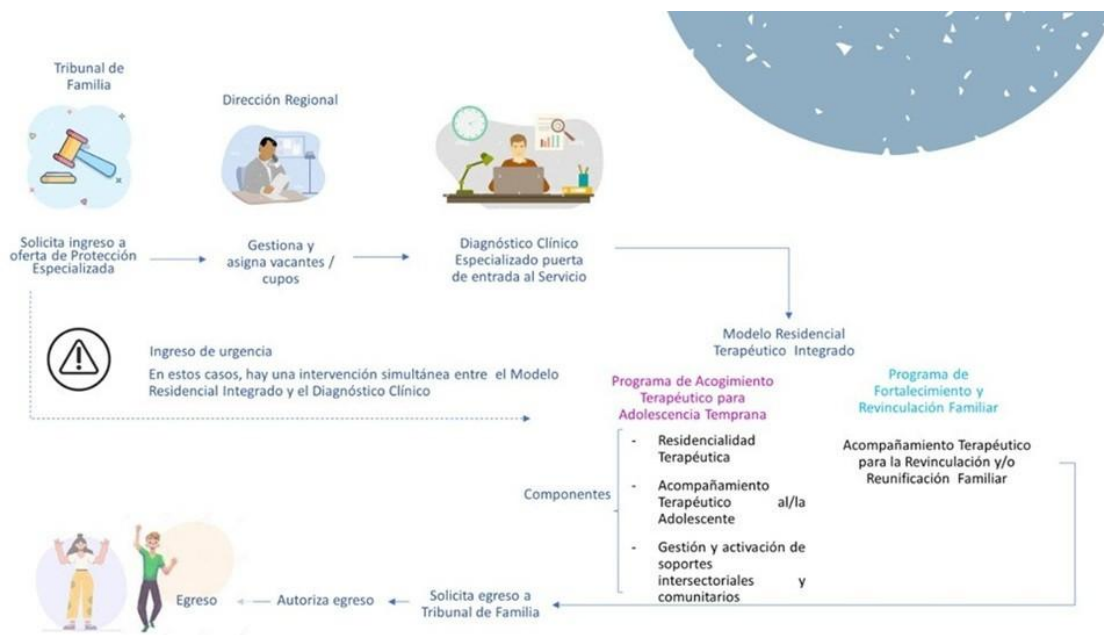 Tribunal de
Familia
Dirección Regional
Solicita ingreso a
oferta de Protección
Especializada
Gestiona y
asigna vacantes /
cupos
Diagnóstico Clínico
Especializado puerta
de entrada al Servicio
Ingreso de urgencia
En estos casos, hay una intervención simultánea entre el Modelo
Residencial Integrado y el Diagnóstico Clínico
Modelo Residencial
Terapéutico Integrado
Programa de Acogimiento
Terapéutico para
Adolescencia Temprana
Programa de
Fortalecimiento y
Revinculación Familiar
Componentes
- Residencialidad
Terapéutica
- Acompañamiento
Terapéutico al/la
Adolescente
- Gestión y activación de
soportes
intersectoriales y
comunitarios
Acompañamiento Terapéutico
para la Revinculación y/o
Reunificación Familiar
Egreso
Autoriza egreso
Solicita egreso a
Tribunal de Familia